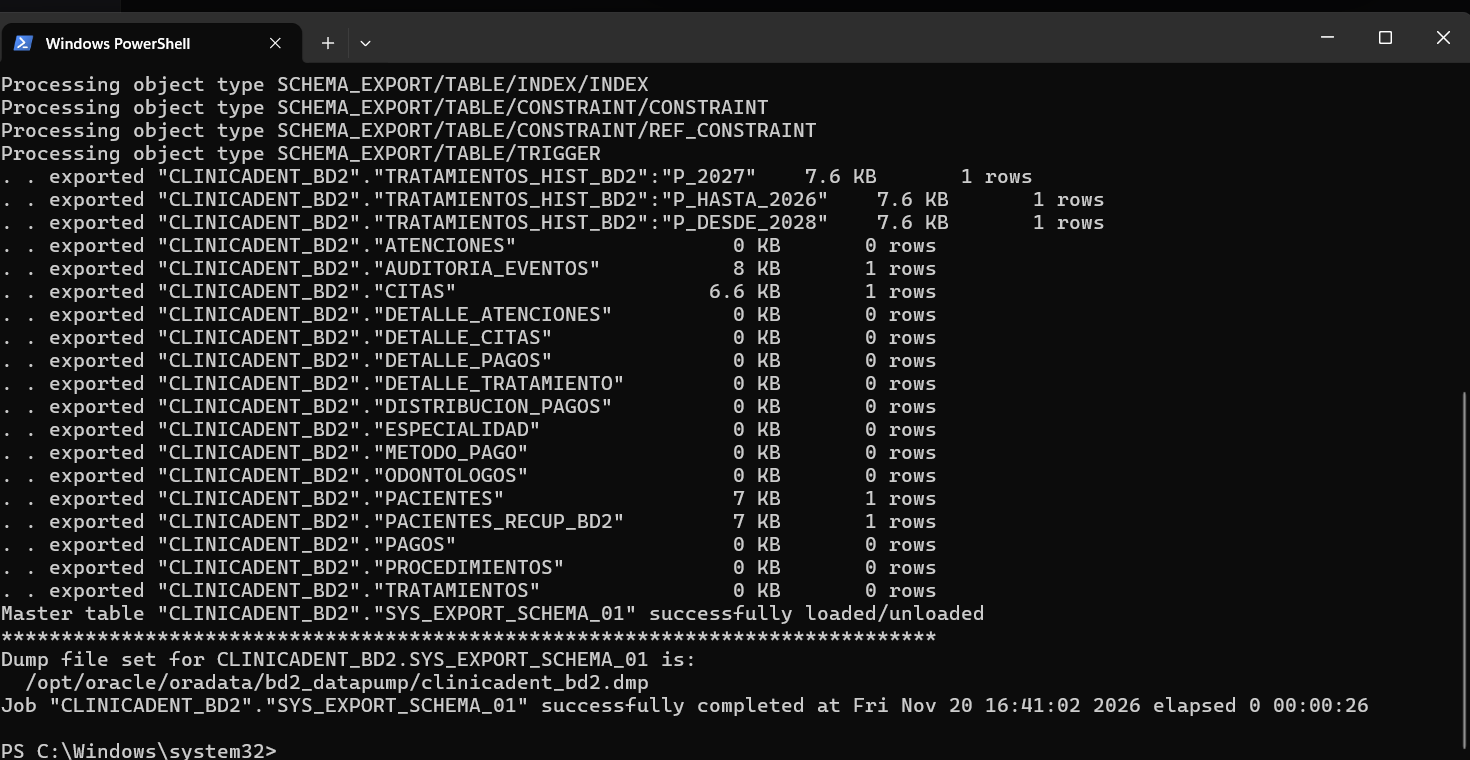 Windows PowerShell
Processing object type SCHEMA_EXPORT/TABLE/INDEX/INDEX
Processing object type SCHEMA_EXPORT/TABLE/CONSTRAINT/CONSTRAINT
Processing object type SCHEMA_EXPORT/TABLE/CONSTRAINT/REF_CONSTRAINT
Processing object type SCHEMA_EXPORT/TABLE/TRIGGER
. . exported "CLINICADENT_BD2"."TRATAMIENTOS_HIST_BD2":"P_2027"    7.6 KB       1 rows
. . exported "CLINICADENT_BD2"."TRATAMIENTOS_HIST_BD2":"P_HASTA_2026"    7.6 KB       1 rows
. . exported "CLINICADENT_BD2"."TRATAMIENTOS_HIST_BD2":"P_DESDE_2028"    7.6 KB       1 rows
. . exported "CLINICADENT_BD2"."ATENCIONES"                  0 KB       0 rows
. . exported "CLINICADENT_BD2"."AUDITORIA_EVENTOS"           8 KB       1 rows
. . exported "CLINICADENT_BD2"."CITAS"                     6.6 KB       1 rows
. . exported "CLINICADENT_BD2"."DETALLE_ATENCIONES"          0 KB       0 rows
. . exported "CLINICADENT_BD2"."DETALLE_CITAS"               0 KB       0 rows
. . exported "CLINICADENT_BD2"."DETALLE_PAGOS"               0 KB       0 rows
. . exported "CLINICADENT_BD2"."DETALLE_TRATAMIENTO"         0 KB       0 rows
. . exported "CLINICADENT_BD2"."DISTRIBUCION_PAGOS"          0 KB       0 rows
. . exported "CLINICADENT_BD2"."ESPECIALIDAD"                0 KB       0 rows
. . exported "CLINICADENT_BD2"."METODO_PAGO"                 0 KB       0 rows
. . exported "CLINICADENT_BD2"."ODONTOLOGOS"                 0 KB       0 rows
. . exported "CLINICADENT_BD2"."PACIENTES"                   7 KB       1 rows
. . exported "CLINICADENT_BD2"."PACIENTES_RECUP_BD2"         7 KB       1 rows
. . exported "CLINICADENT_BD2"."PAGOS"                       0 KB       0 rows
. . exported "CLINICADENT_BD2"."PROCEDIMIENTOS"              0 KB       0 rows
. . exported "CLINICADENT_BD2"."TRATAMIENTOS"                0 KB       0 rows
Master table "CLINICADENT_BD2"."SYS_EXPORT_SCHEMA_01" successfully loaded/unloaded
******************************************************************************
Dump file set for CLINICADENT_BD2.SYS_EXPORT_SCHEMA_01 is:
  /opt/oracle/oradata/bd2_datapump/clinicadent_bd2.dmp
Job "CLINICADENT_BD2"."SYS_EXPORT_SCHEMA_01" successfully completed at Fri Nov 20 16:41:02 2026 elapsed 0 00:00:26
PS C:\Windows\system32>